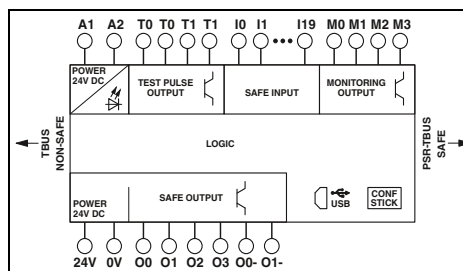 A1 A2 T0 T0 T1 T1 I0 I1 ••• I19 M0 M1 M2 M3
POWER
24V DC
TEST PULSE
OUTPUT
SAFE INPUT
MONITORING
OUTPUT
TBUS
NON-SAFE
LOGIC
PSR-TBUS
SAFE
POWER
24V DC
SAFE OUTPUT
USB
CONF
STICK
24V 0V O0 O1 O2 O3 O0- O1-